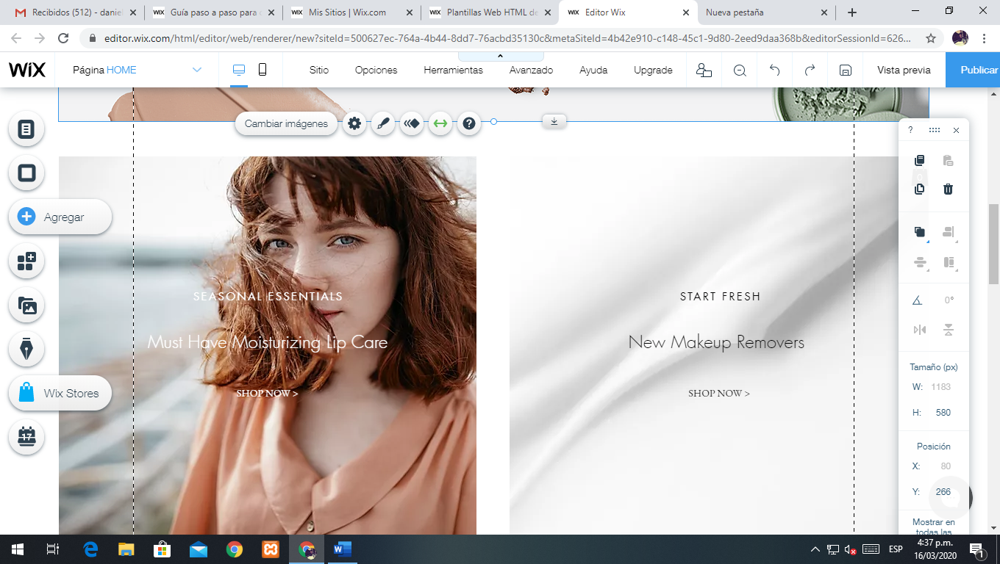 Recibidos (512) - danie
Guía paso a paso para c
Mis Sitios | Wix.com
Plantillas Web HTML de
Editor Wix
Nueva pestaña
editor.wix.com/html/editor/web/renderer/new?siteId=500627ec-764a-4b44-8dd7-76acbd35130c&metaSiteId=4b42e910-c148-45c1-9d80-2eed9daa368b&editorSessionId=626...
WiX
Página HOME
Sitio
Opciones
Herramientas
Avanzado
Ayuda
Upgrade
Vista previa
Publicar
Cambiar imágenes
?
?
Agregar
Wix Stores
17
SEASONAL ESSENTIALS
Must Have Moisturizing Lip Care
SHOP NOW >
START FRESH
New Makeup Removers
SHOP NOW >
0°
Tamaño (px)
W: 1183
H: 580
Posición
X: 80
Y: 266
Mostrar en
todas las
ESP
4:37 p.m.
16/03/2020
1